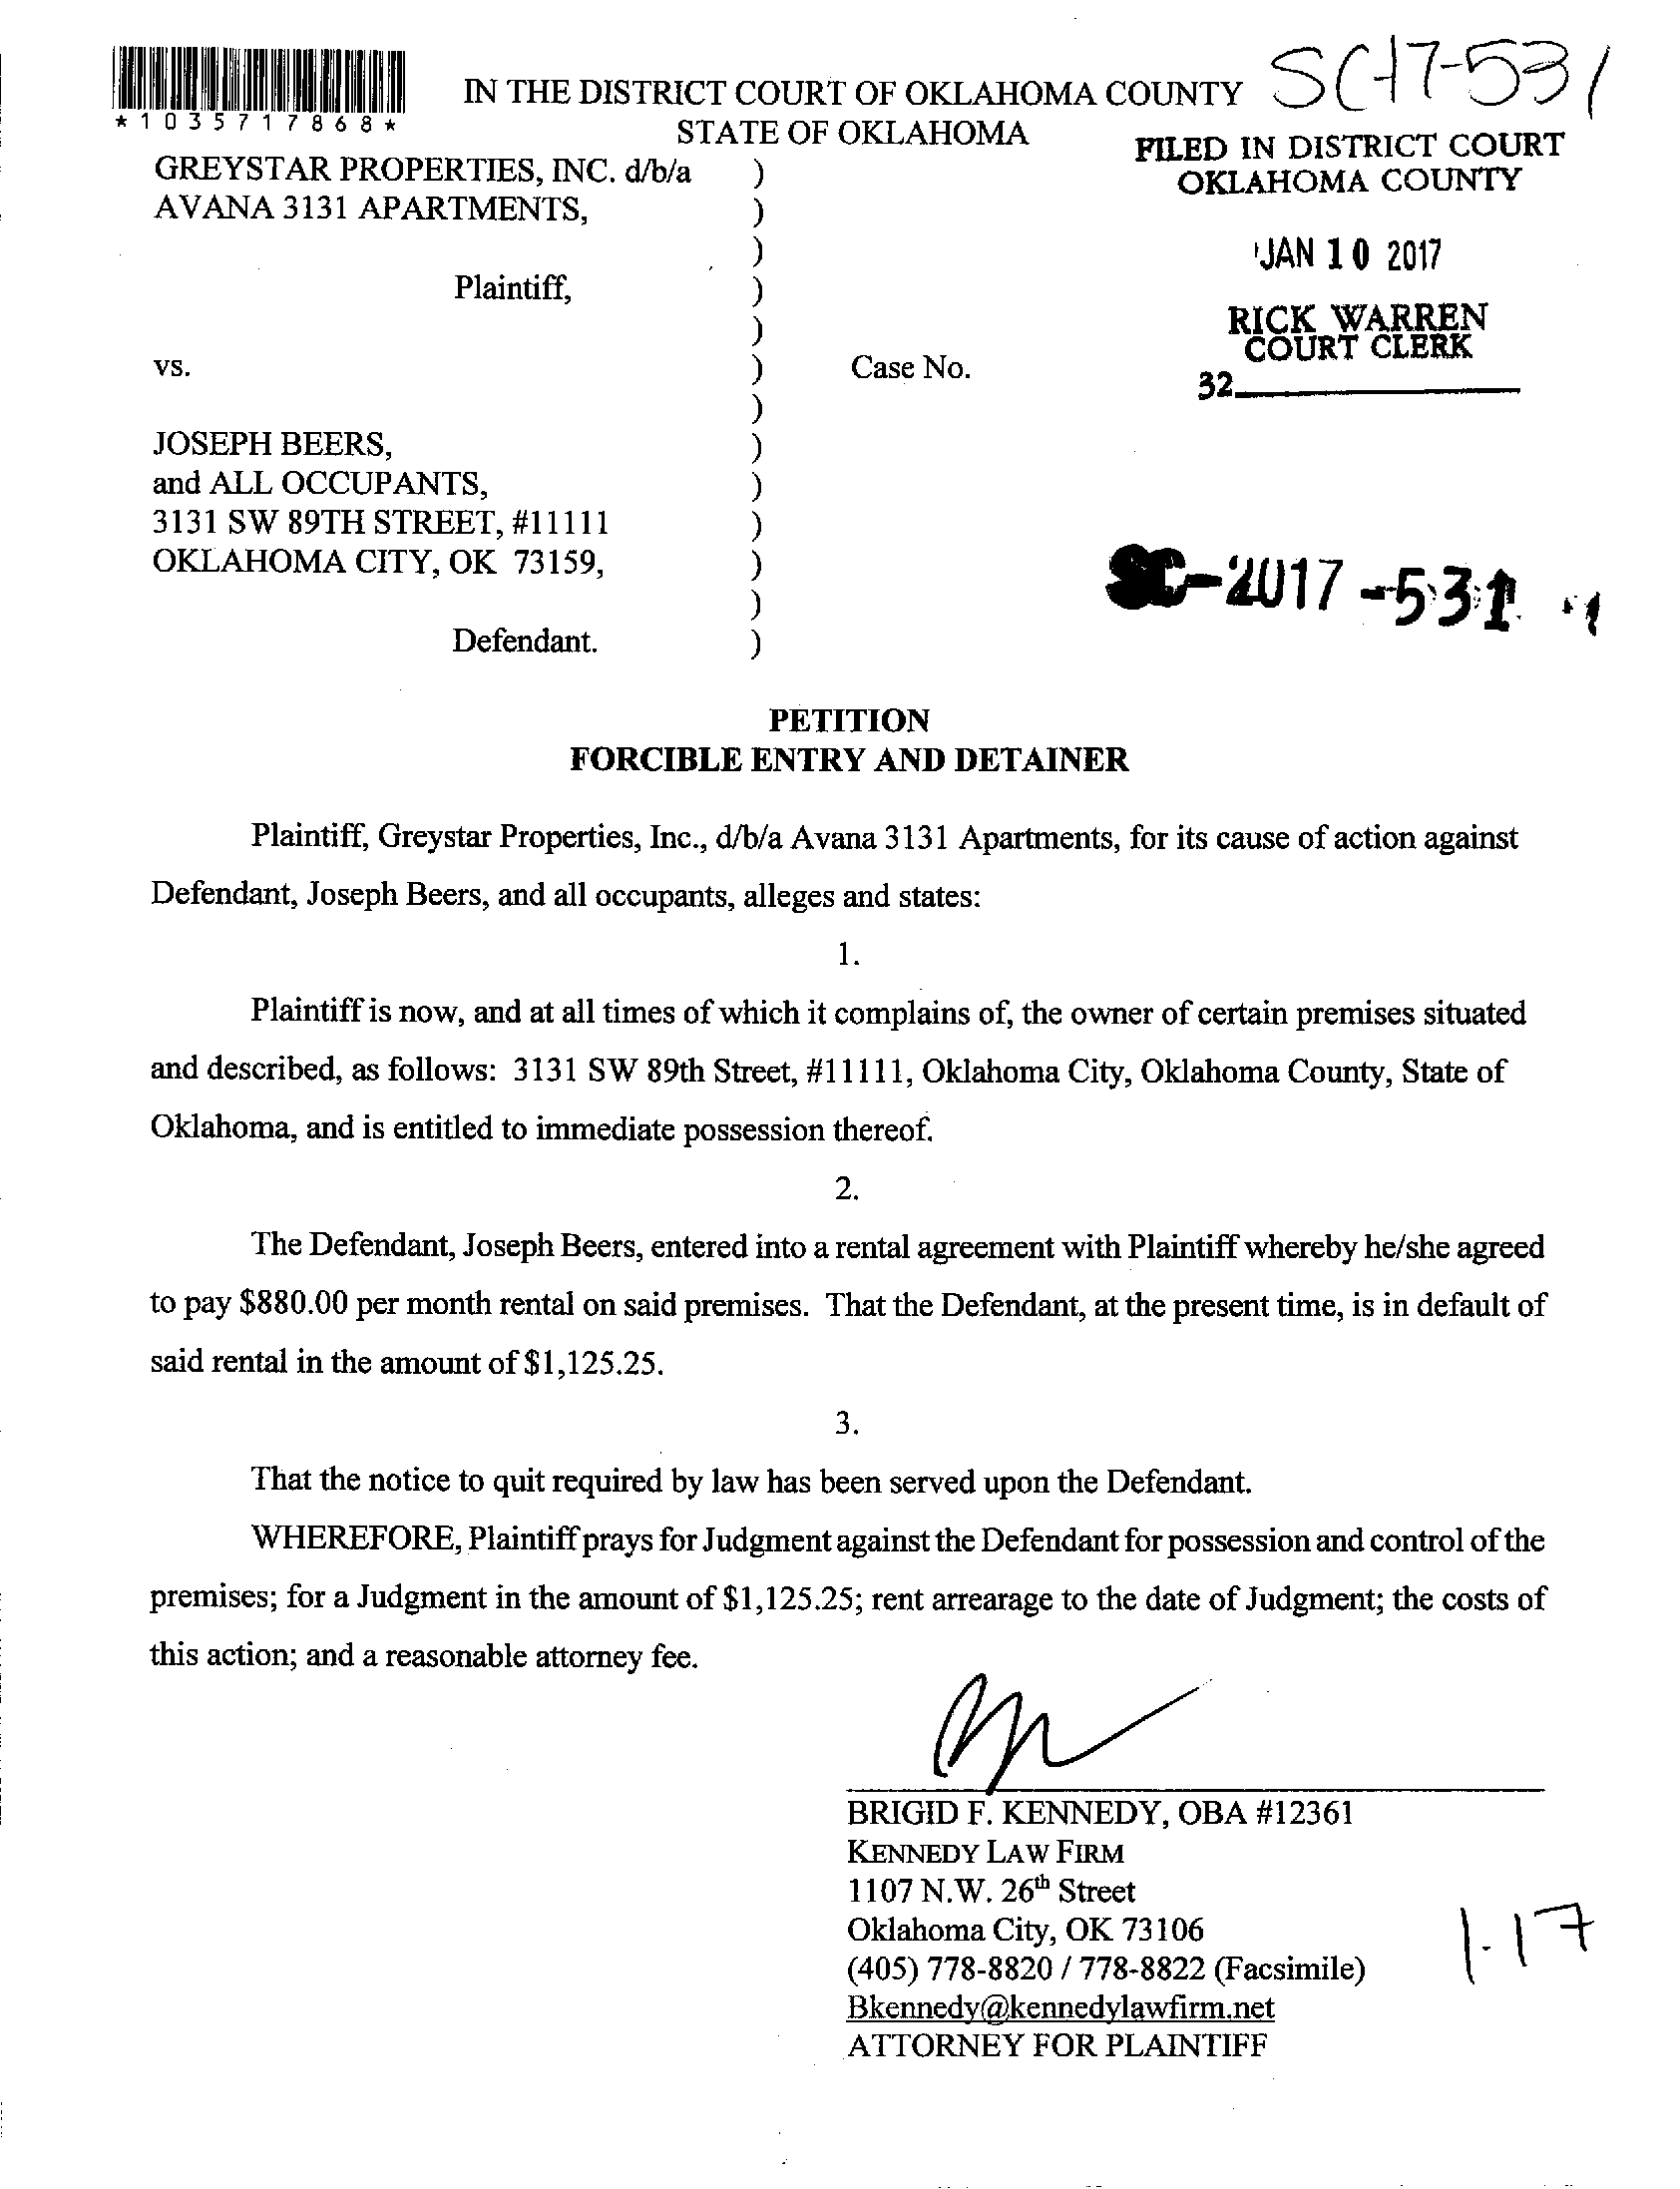 SC-17-531
IN THE DISTRICT COURT OF OKLAHOMA COUNTY
STATE OF OKLAHOMA
*1035717868*
FILED IN DISTRICT COURT
OKLAHOMA COUNTY
JAN 10 2017
RICK WARREN
COURT CLERK
32
GREYSTAR PROPERTIES, INC. d/b/a )
AVANA 3131 APARTMENTS, )
)
Plaintiff, )
)
vs. ) Case No.
)
JOSEPH BEERS, )
and ALL OCCUPANTS, )
3131 SW 89TH STREET, #11111 )
OKLAHOMA CITY, OK 73159, )
)
Defendant. )
SC-2017-531
PETITION
FORCIBLE ENTRY AND DETAINER
Plaintiff, Greystar Properties, Inc., d/b/a Avana 3131 Apartments, for its cause of action against
Defendant, Joseph Beers, and all occupants, alleges and states:
1.
Plaintiff is now, and at all times of which it complains of, the owner of certain premises situated
and described, as follows: 3131 SW 89th Street, #11111, Oklahoma City, Oklahoma County, State of
Oklahoma, and is entitled to immediate possession thereof.
2.
The Defendant, Joseph Beers, entered into a rental agreement with Plaintiff whereby he/she agreed
to pay $880.00 per month rental on said premises. That the Defendant, at the present time, is in default of
said rental in the amount of $1,125.25.
3.
That the notice to quit required by law has been served upon the Defendant.
WHEREFORE, Plaintiff prays for Judgment against the Defendant for possession and control of the
premises; for a Judgment in the amount of $1,125.25; rent arrearage to the date of Judgment; the costs of
this action; and a reasonable attorney fee.
BRIGID F. KENNEDY, OBA #12361
KENNEDY LAW FIRM
1107 N.W. 26th Street
Oklahoma City, OK 73106
(405) 778-8820 / 778-8822 (Facsimile)
Bkennedy@kennedylawfirm.net
ATTORNEY FOR PLAINTIFF
1-17